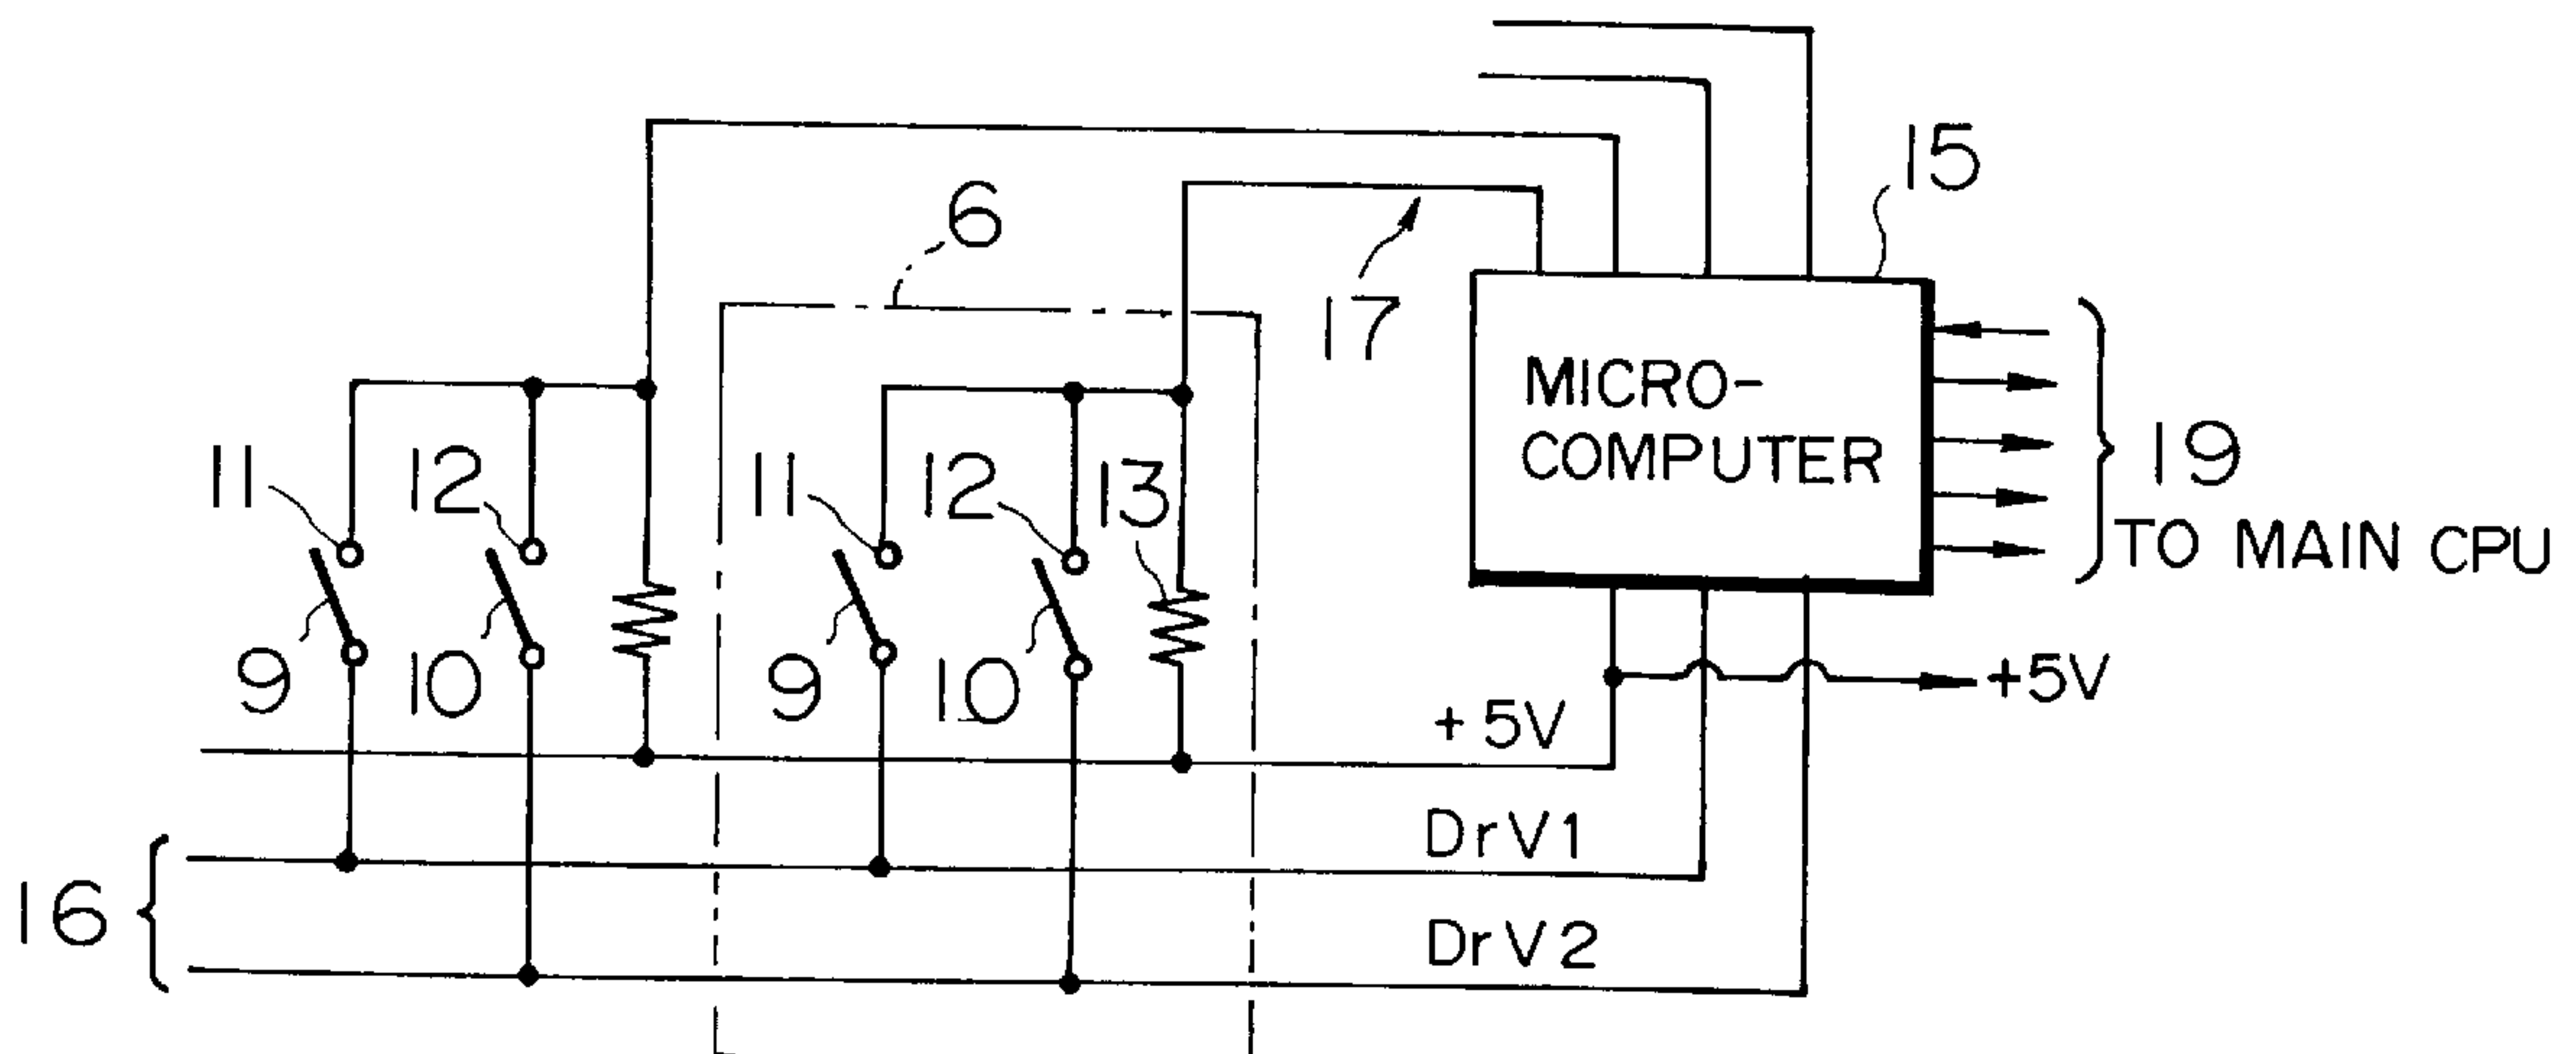 15
6
17
MICRO-
COMPUTER
19
TO MAIN CPU
11
12
11
12
13
9
10
9
10
+5V
+5V
DrV1
16
DrV2